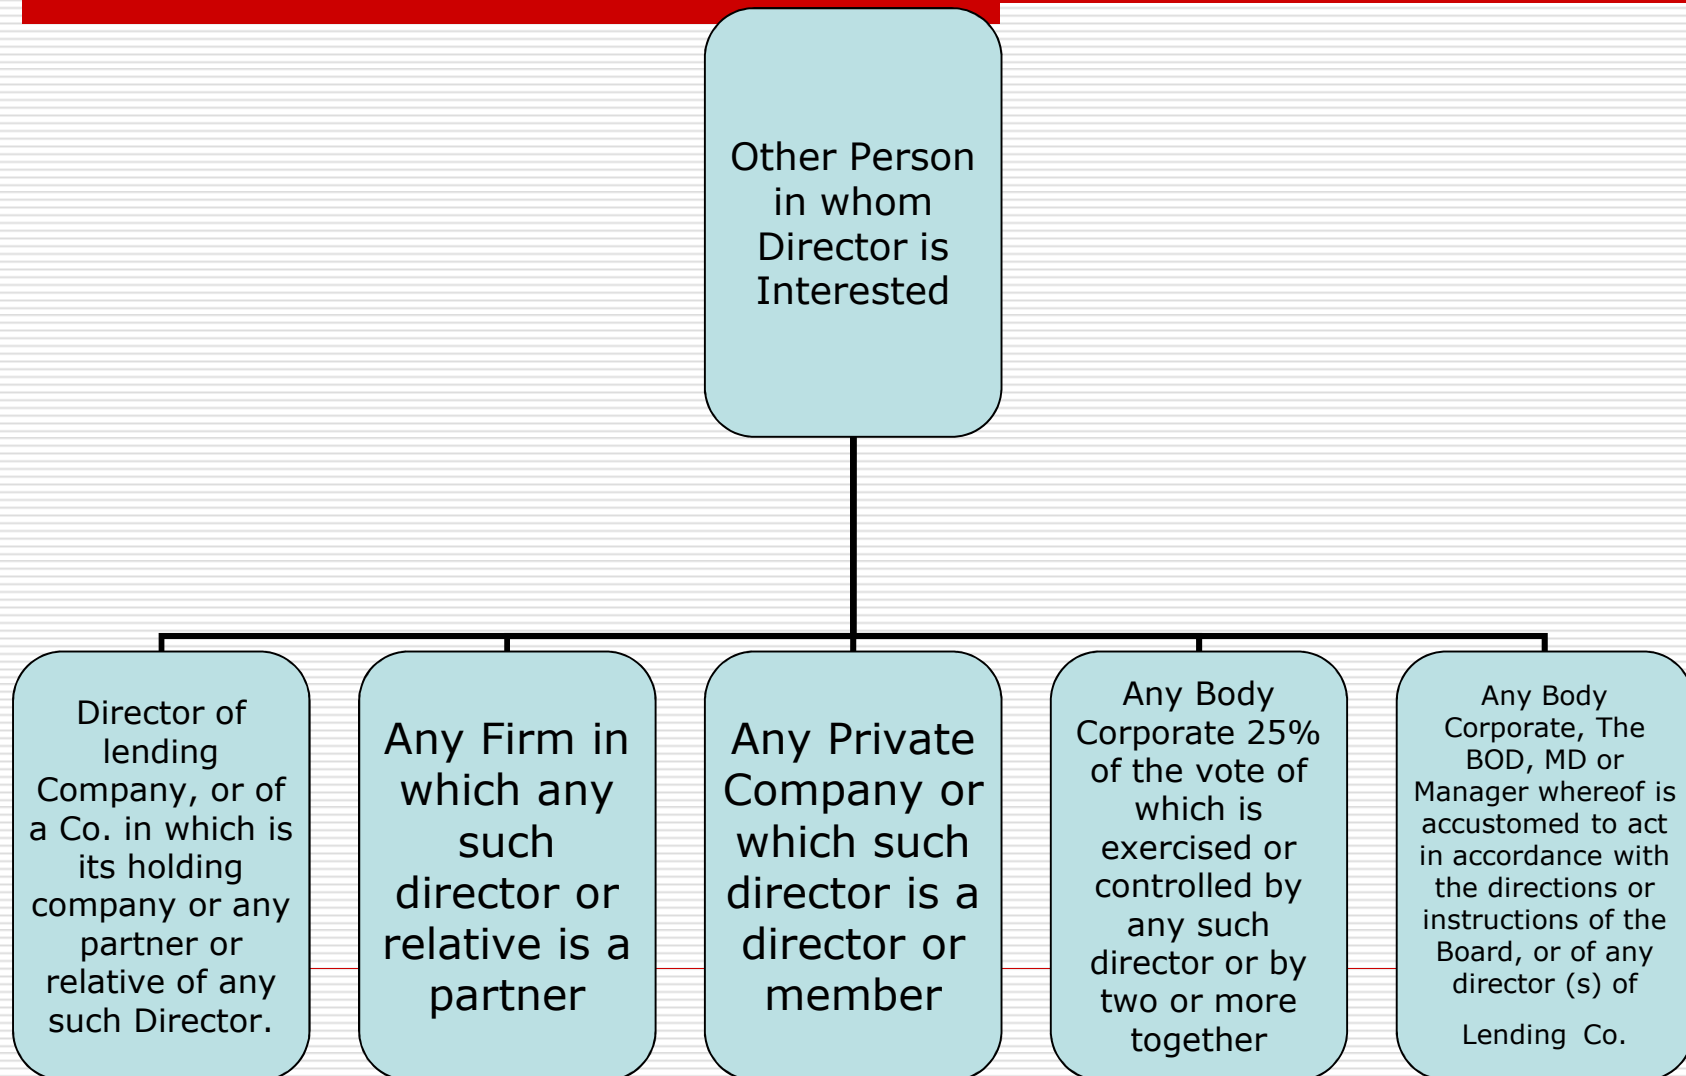 Other Person
in whom
Director is
Interested
Director of
lending
Company, or of
a Co. in which is
its holding
company or any
partner or
relative of any
such Director.
Any Firm in
which any
such
director or
relative is a
partner
Any Private
Company or
which such
director is a
director or
member
Any Body
Corporate 25%
of the vote of
which is
exercised or
controlled by
any such
director or by
two or more
together
Any Body
Corporate, The
BOD, MD or
Manager whereof is
accustomed to act
in accordance with
the directions or
instructions of the
Board, or of any
director (s) of
Lending Co.